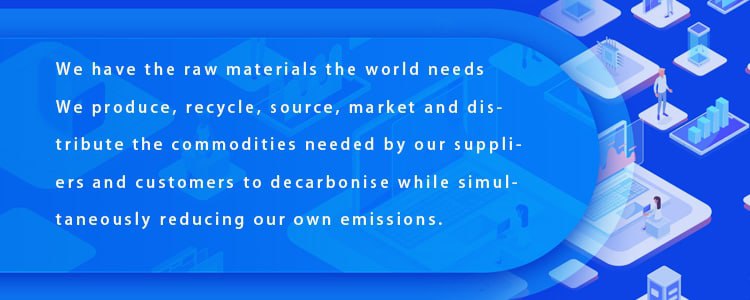 We have the raw materials the world needs
We produce, recycle, source, market and dis-
tribute the commodities needed by our suppli-
ers and customers to decarbonise while simul-
taneously reducing our own emissions.